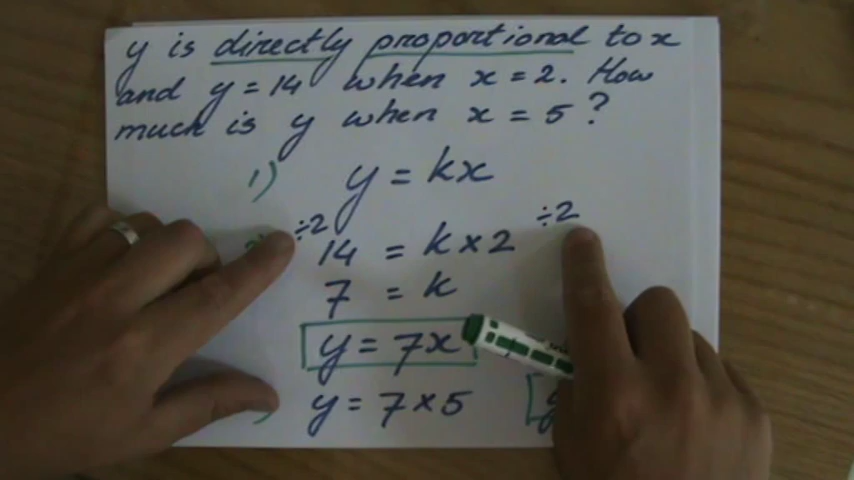 y is directly proportional to x
and y = 14 when x = 2. How
much is y when x = 5 ?
1) y = kx
÷2 ÷2
14 = k × 2
7 = k
y = 7x
y = 7 × 5